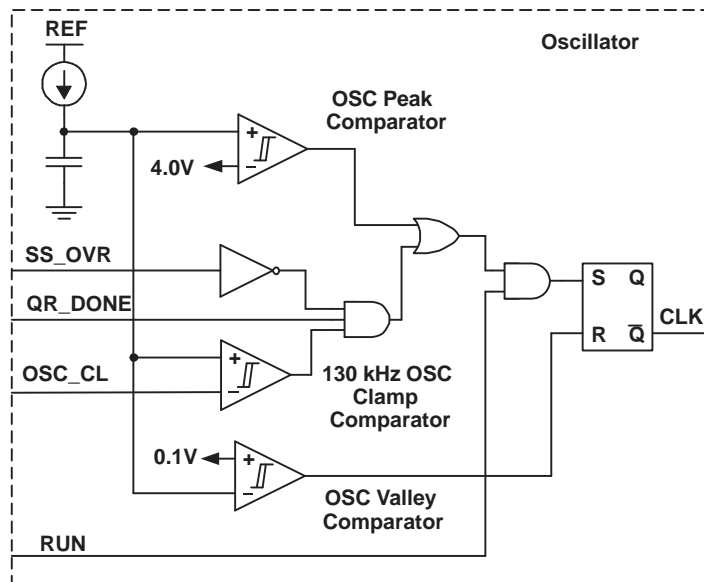 REF
Oscillator
OSC Peak
Comparator
+
−
4.0V
SS_OVR
QR_DONE
S Q
R Q̅
CLK
OSC_CL
+
−
130 kHz OSC
Clamp
Comparator
0.1V
+
−
OSC Valley
Comparator
RUN